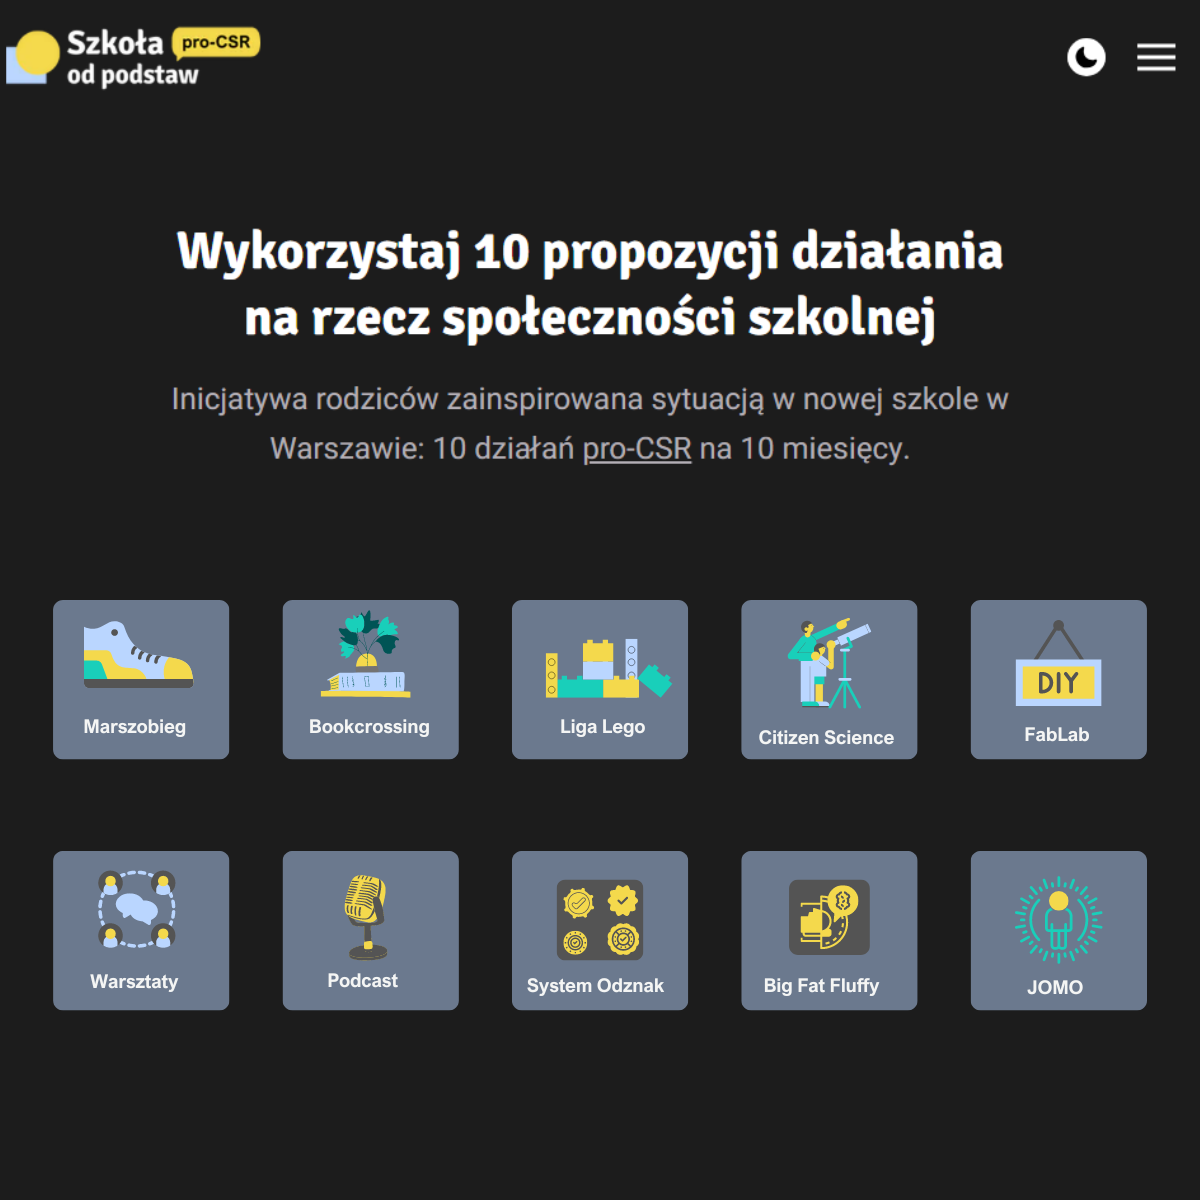 Szkoła pro-CSR
od podstaw
Wykorzystaj 10 propozycji działania
na rzecz społeczności szkolnej
Inicjatywa rodziców zainspirowana sytuacją w nowej szkole w
Warszawie: 10 działań pro-CSR na 10 miesięcy.
DIY
Marszobieg
Bookcrossing
Liga Lego
Citizen Science
FabLab
Warsztaty
Podcast
System Odznak
Big Fat Fluffy
JOMO